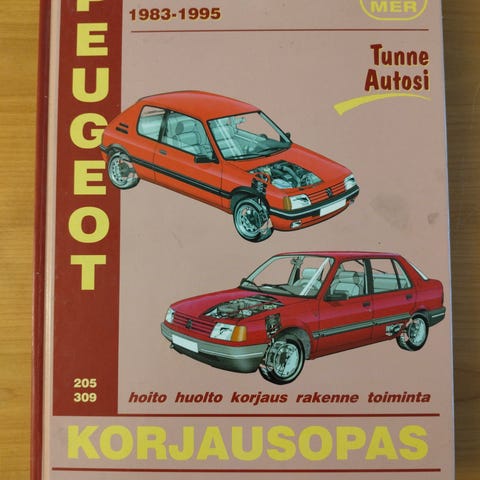 PEUGEOT
1983-1995
MER
Tunne
Autosi
205
309
hoito huolto korjaus rakenne toiminta
KORJAUSOPAS